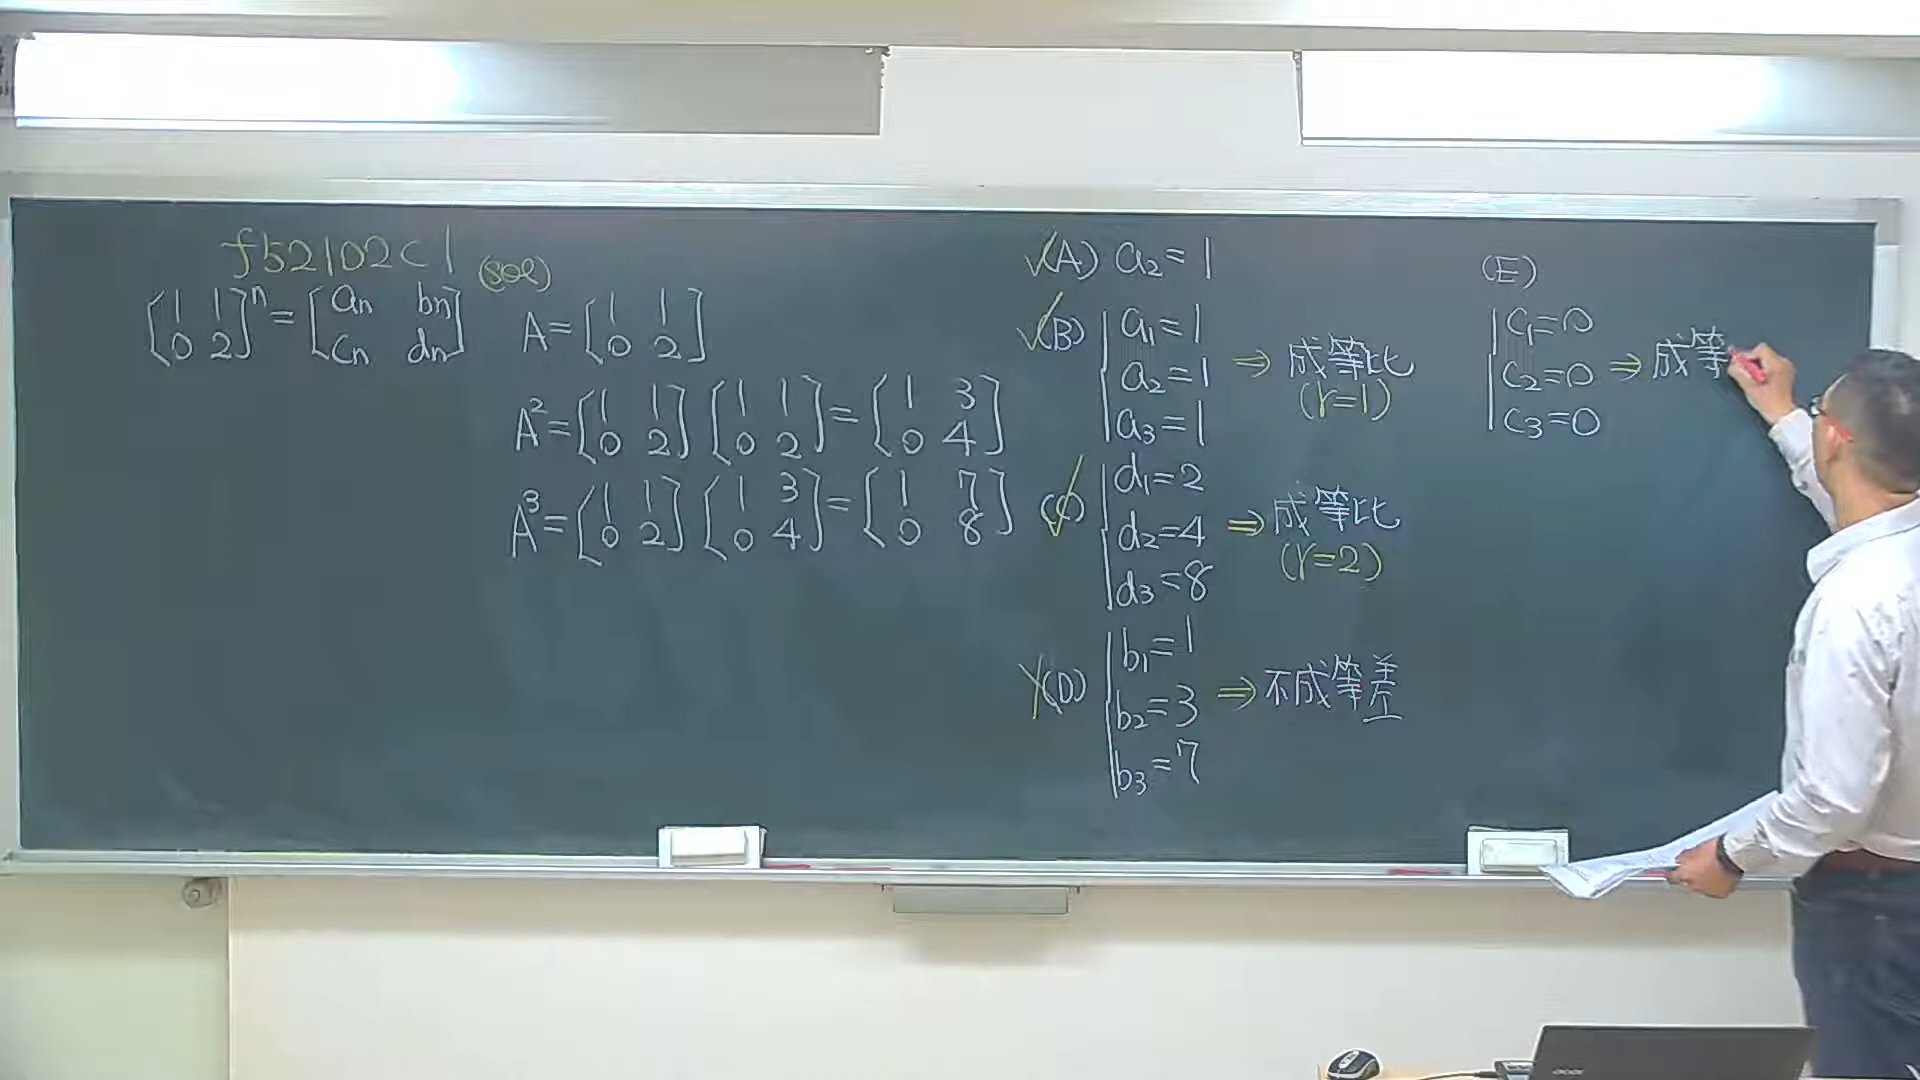 f52102c1 (sol)
[1 1 0 2]ⁿ = [an bn cn dn]
A = [1 1 0 2]
A² = [1 1 0 2] [1 1 0 2] = [1 3 0 4]
A³ = [1 1 0 2] [1 3 0 4] = [1 7 0 8]
✓(A) a₂=1
✓(B)
a₁=1
a₂=1 ⇒ 成等比
a₃=1 (r=1)
✓(C)
d₁=2
d₂=4 ⇒ 成等比
d₃=8 (r=2)
✗(D)
b₁=1
b₂=3 ⇒ 不成等差
b₃=7
(E)
c₁=0
c₂=0 ⇒ 成等
c₃=0
acer